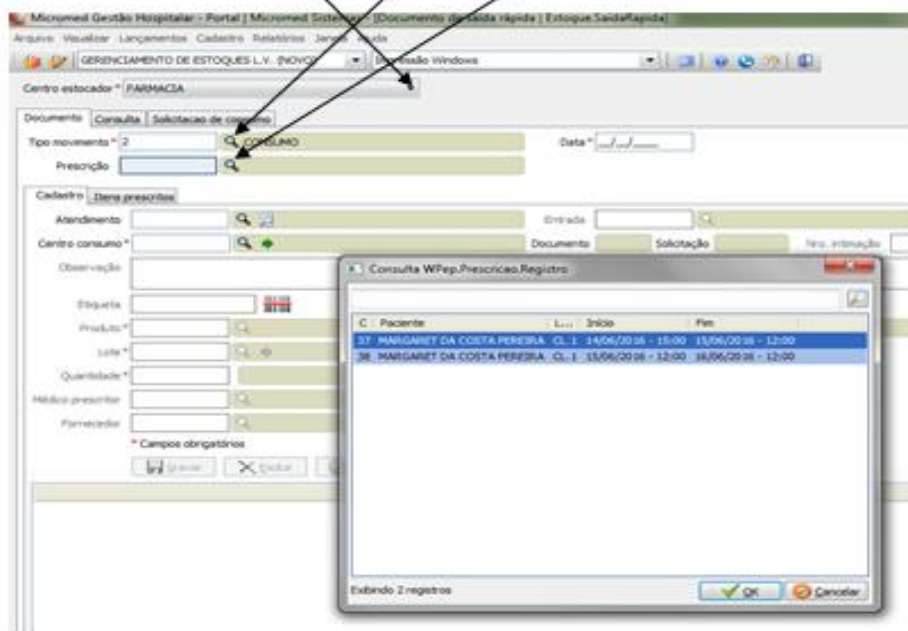 Micromed Gestão Hospitalar - Portal | Micromed Sistemas - [Documento de saída rápida | Estoque SaidaRapida]
Arquivo Visualizar Lançamentos Cadastro Relatórios Janela Ajuda
GERENCIAMENTO DE ESTOQUES L.V. (NOVO) Impressão Windows
Centro estocador * FARMACIA
Documento Consulta Solicitacao de consumo
Tipo movimento * 2 CONSUMO Data * __/__/____
Prescrição
Cadastro Itens prescritos
Atendimento Entrada
Centro consumo * Documento Solicitação Nro. intimação
Observação
Etiqueta
Produto *
Lote *
Quantidade *
Médico prescritor
Fornecedor
* Campos obrigatórios
Gravar Excluir
Consulta WPep.Prescricao.Registro
C Paciente L... Início Fim
37 MARGARET DA COSTA PEREIRA CL. 1 14/06/2016 - 15:00 15/06/2016 - 12:00
38 MARGARET DA COSTA PEREIRA CL. 1 15/06/2016 - 12:00 16/06/2016 - 12:00
Exibindo 2 registros OK Cancelar